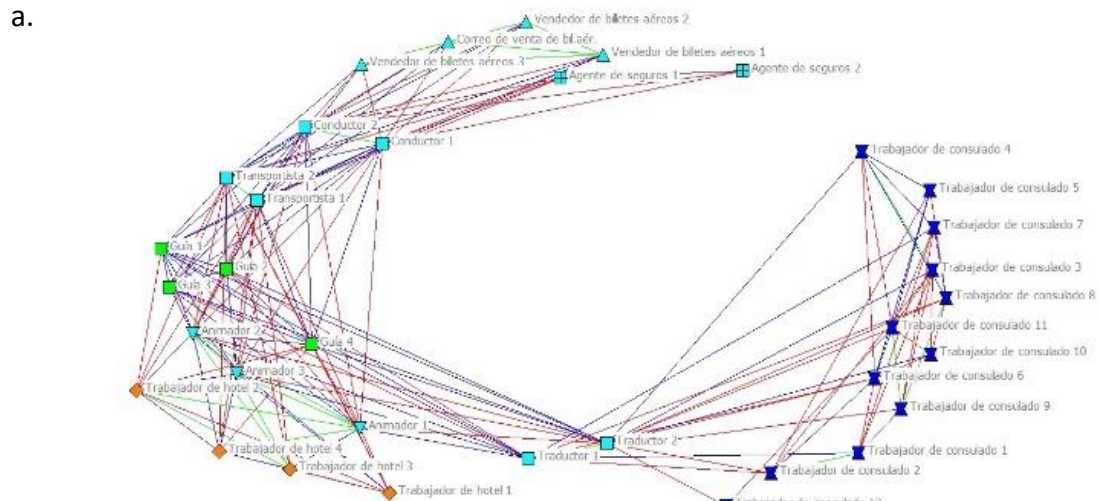 a.
Vendedor de biletes aéreos 2
Correo de venta de bil.aér.
Vendedor de biletes aéreos 1
Vendedor de biletes aéreos 3
Agente de seguros 2
Agente de seguros 1
Conductor 2
Conductor 1
Trabajador de consulado 4
Transportista 2
Trabajador de consulado 5
Transportista 1
Trabajador de consulado 7
Guía 1
Guía 2
Trabajador de consulado 3
Guía 3
Trabajador de consulado 8
Trabajador de consulado 11
Animador 2
Guía 4
Trabajador de consulado 10
Animador 3
Trabajador de consulado 6
Trabajador de hotel 2
Trabajador de consulado 9
Animador 1
Traductor 2
Trabajador de hotel 4
Trabajador de consulado 1
Traductor 1
Trabajador de hotel 3
Trabajador de consulado 2
Trabajador de hotel 1